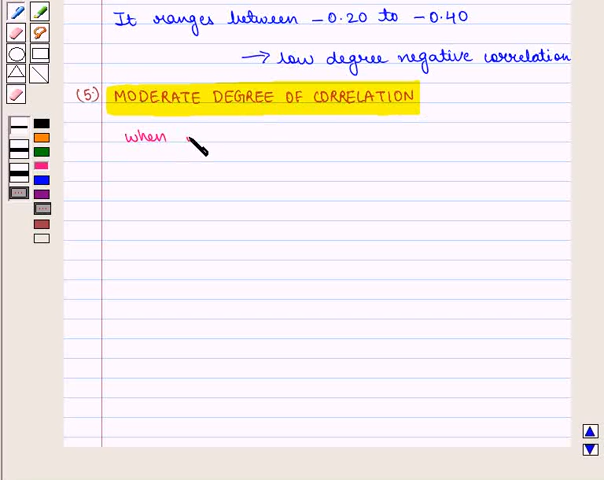 It ranges between -0.20 to -0.40
→ low degree negative correlation
(5) MODERATE DEGREE OF CORRELATION
when